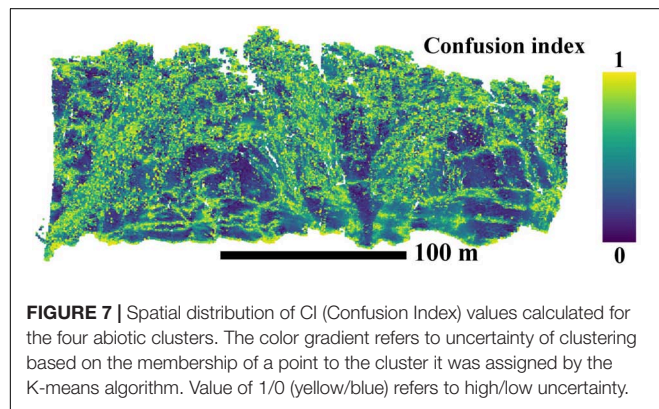 Confusion index
1
0
100 m
FIGURE 7 | Spatial distribution of CI (Confusion Index) values calculated for
the four abiotic clusters. The color gradient refers to uncertainty of clustering
based on the membership of a point to the cluster it was assigned by the
K-means algorithm. Value of 1/0 (yellow/blue) refers to high/low uncertainty.